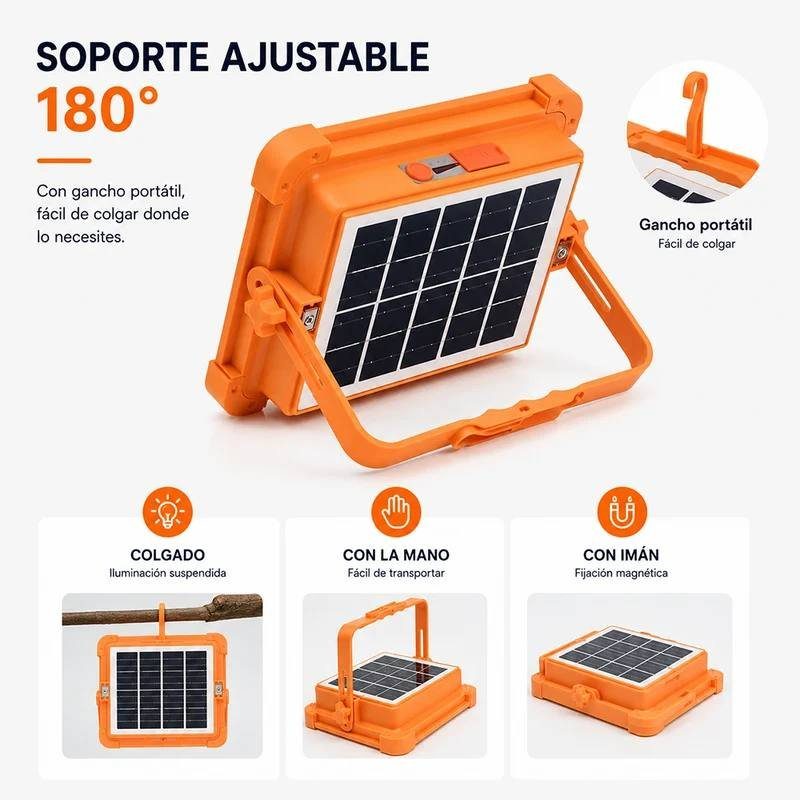 SOPORTE AJUSTABLE
180°
Con gancho portátil,
fácil de colgar donde
lo necesites.
Gancho portátil
Fácil de colgar
COLGADO
Iluminación suspendida
CON LA MANO
Fácil de transportar
CON IMÁN
Fijación magnética